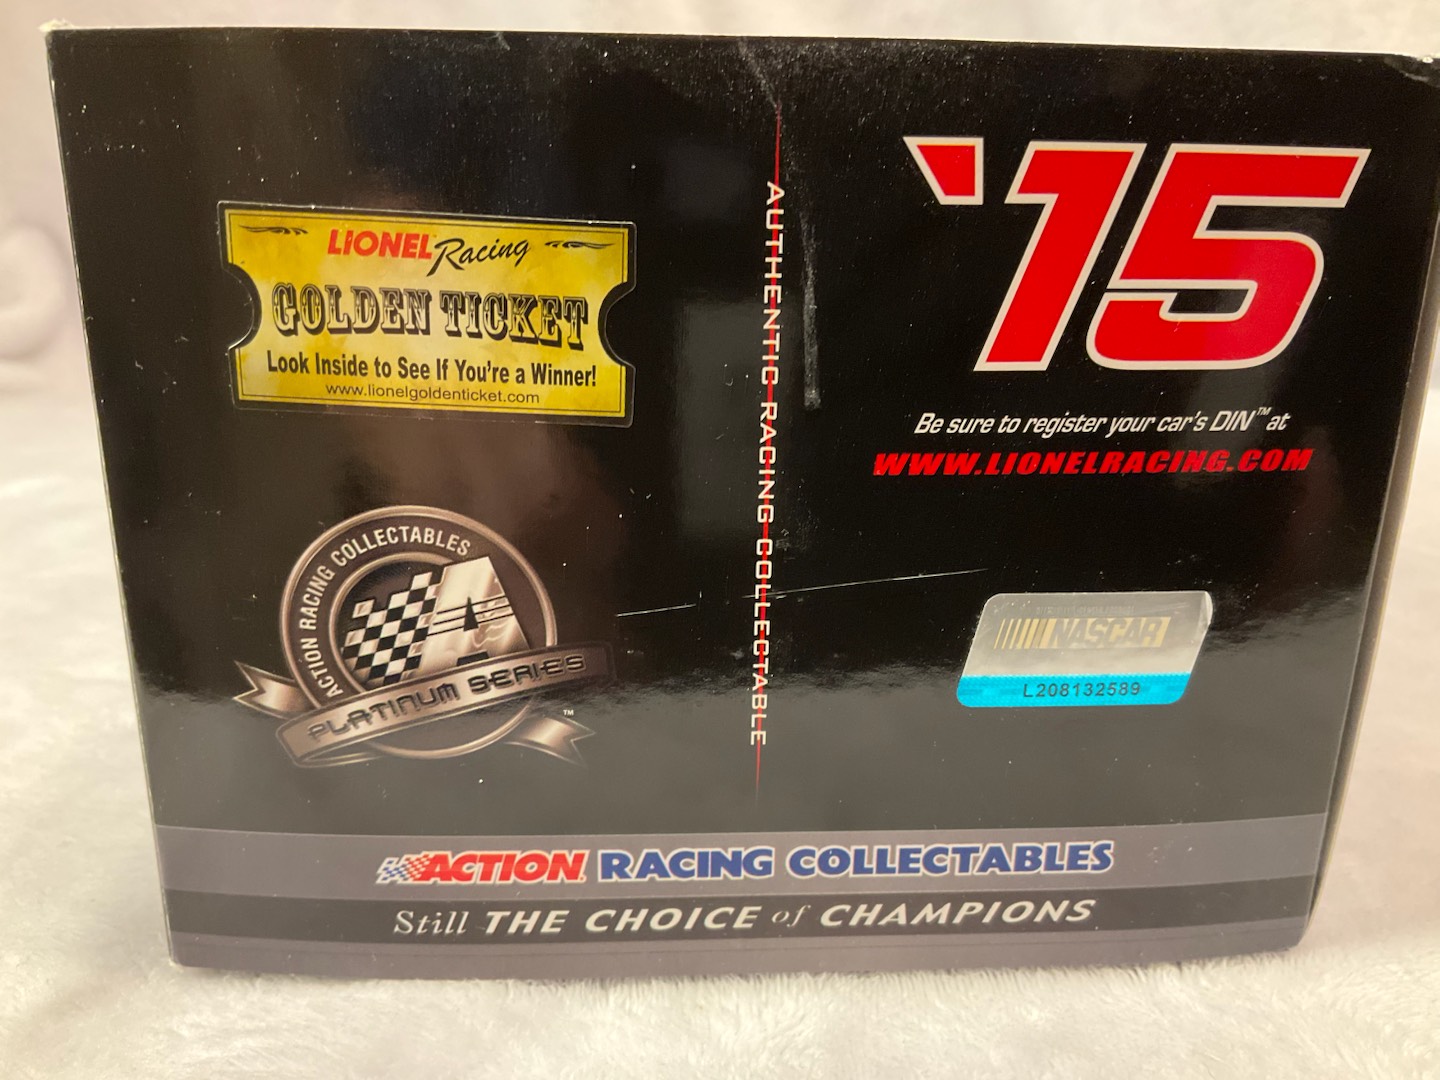 LIONEL Racing
GOLDEN TICKET
Look Inside to See If You're a Winner!
www.lionelgoldenticket.com
ACTION RACING COLLECTABLES
A
PLATINUM SERIES
™
AUTHENTIC RACING COLLECTABLE
'15
Be sure to register your car's DIN™ at
WWW.LIONELRACING.COM
NASCAR
L208132589
ACTION RACING COLLECTABLES
Still THE CHOICE of CHAMPIONS